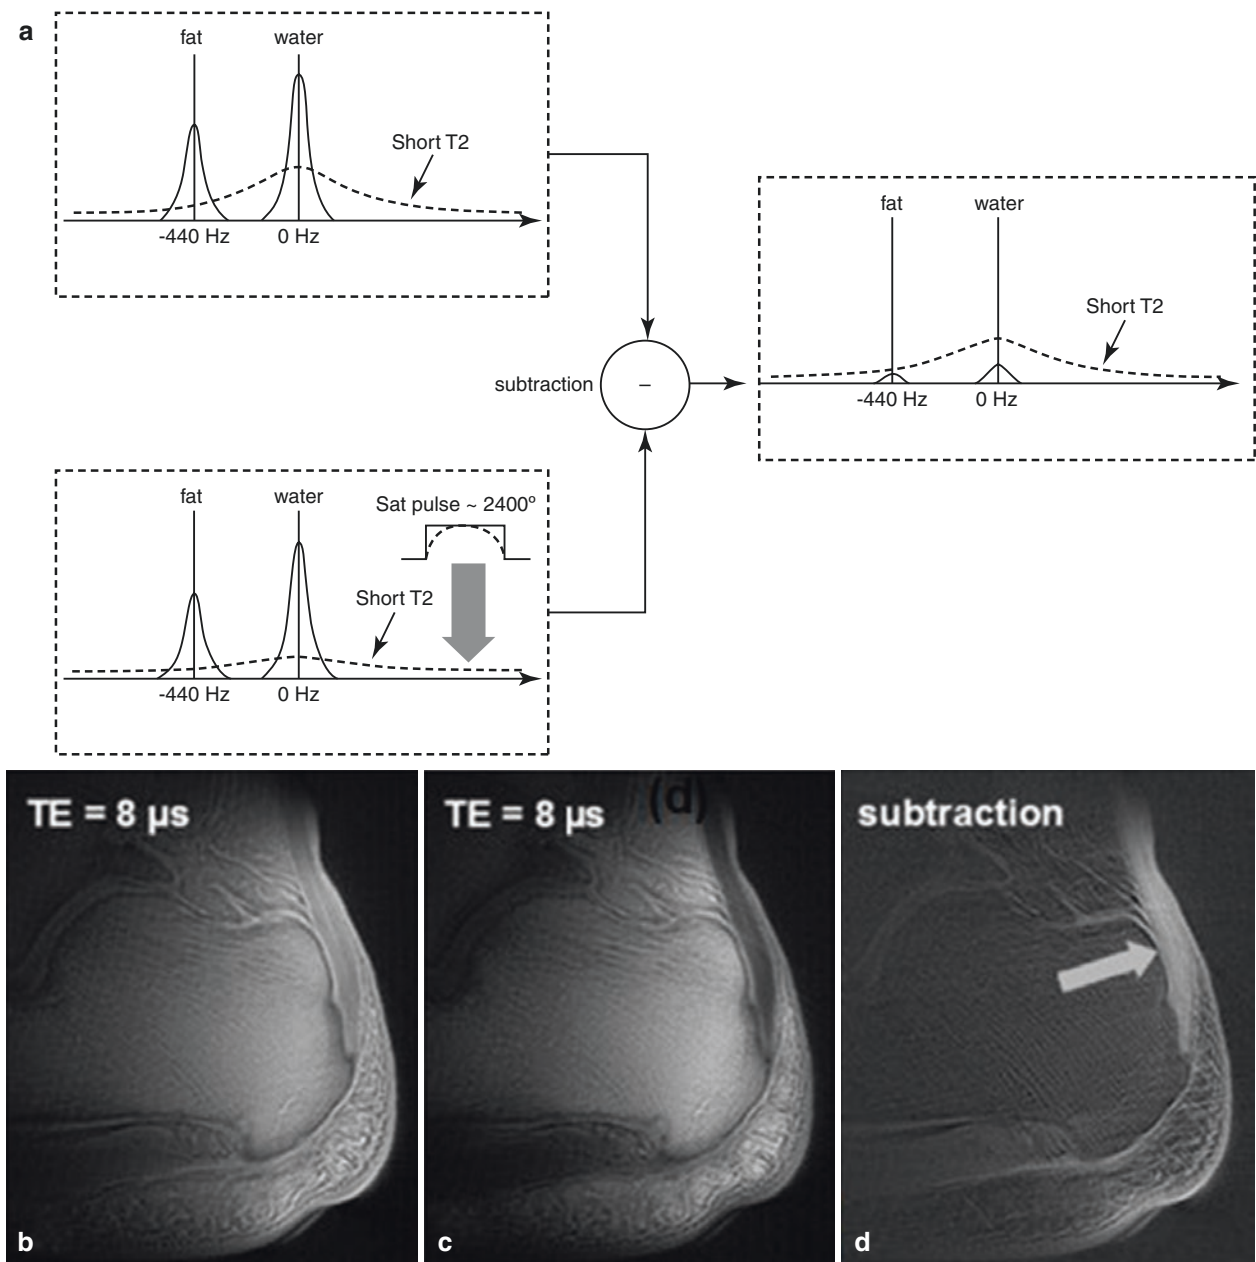 a
fat water
Short T2
-440 Hz 0 Hz
fat water
Short T2
-440 Hz 0 Hz
subtraction –
fat water
Sat pulse ~ 2400º
Short T2
-440 Hz 0 Hz
TE = 8 µs
b
TE = 8 µs
(d)
c
subtraction
d